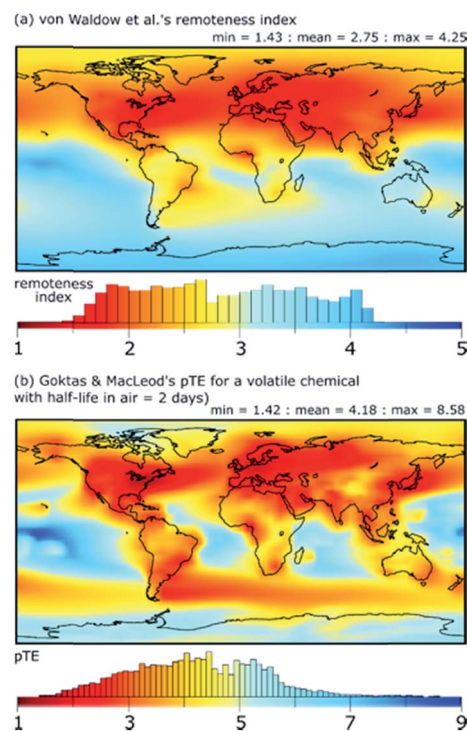 (a) von Waldow et al.'s remoteness index
min = 1.43 : mean = 2.75 : max = 4.25
remoteness
index
1 2 3 4 5
(b) Goktas & MacLeod's pTE for a volatile chemical
with half-life in air = 2 days)
min = 1.42 : mean = 4.18 : max = 8.58
pTE
1 3 5 7 9